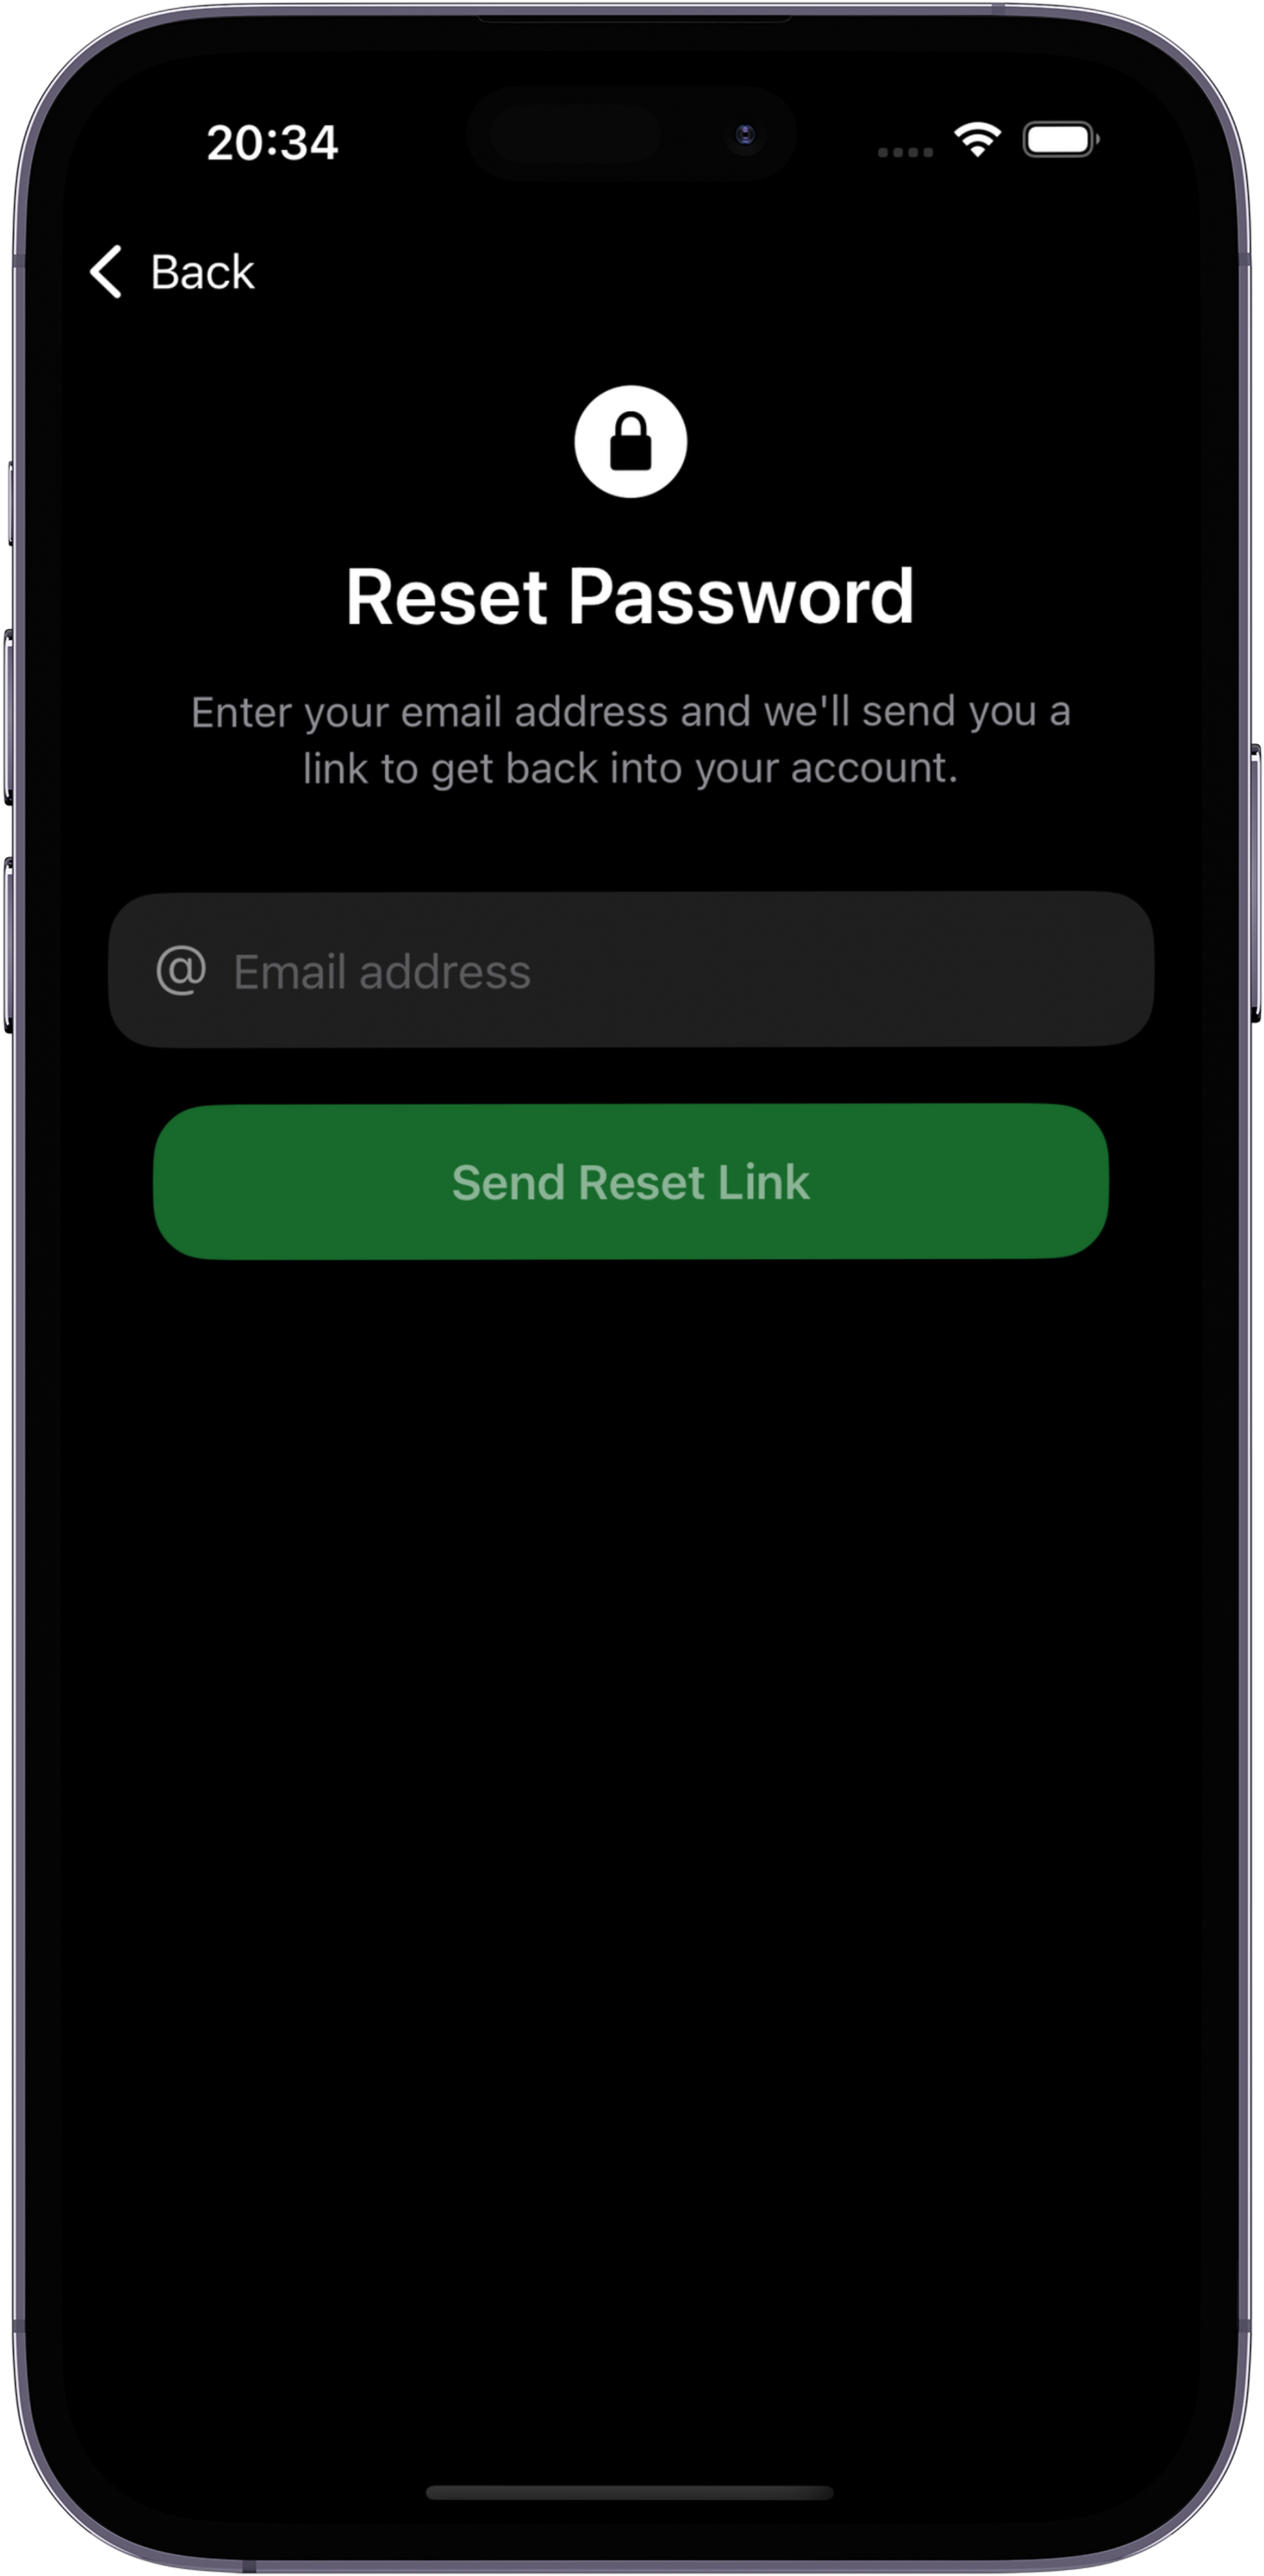 20:34
Back
Reset Password
Enter your email address and we'll send you a
link to get back into your account.
@ Email address
Send Reset Link